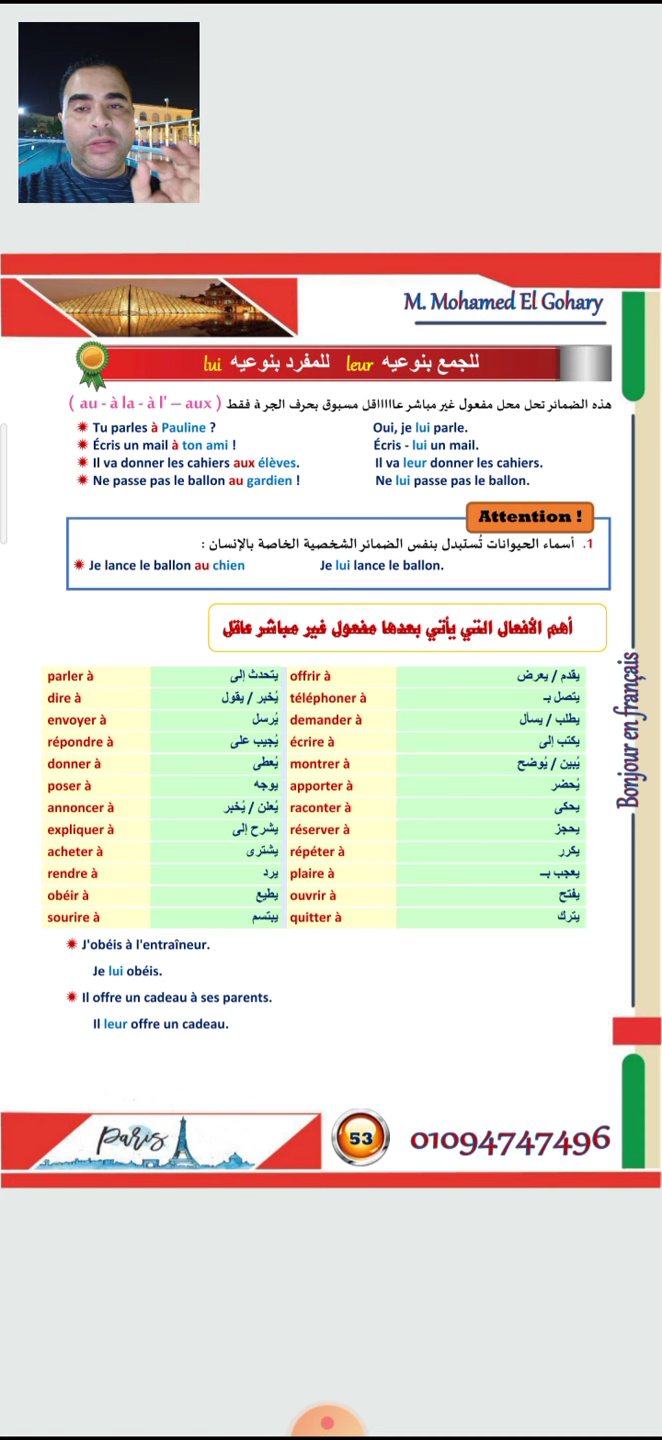 M. Mohamed El Gohary
للجمع بنوعيه leur للمفرد بنوعيه lui
هذه الضمائر تحل محل مفعول غير مباشر عااااااقل مسبوق بحرف الجر à فقط ( au - à la - à l' – aux )
Tu parles à Pauline ? Oui, je lui parle.
Écris un mail à ton ami ! Écris - lui un mail.
Il va donner les cahiers aux élèves. Il va leur donner les cahiers.
Ne passe pas le ballon au gardien ! Ne lui passe pas le ballon.
Attention !
1. أسماء الحيوانات تُستبدل بنفس الضمائر الشخصية الخاصة بالإنسان :
Je lance le ballon au chien Je lui lance le ballon.
أهم الأفعال التي يأتي بعدها مفعول غير مباشر عاقل
parler à يتحدث إلى offrir à يقدم / يعرض
dire à يُخبر / يقول téléphoner à يتصل بـ
envoyer à يُرسل demander à يطلب / يسأل
répondre à يُجيب على écrire à يكتب إلى
donner à يُعطى montrer à يُبين / يُوضح
poser à يوجه apporter à يُحضر
annoncer à يُعلن / يُخبر raconter à يحكى
expliquer à يشرح إلى réserver à يحجز
acheter à يشترى répéter à يكرر
rendre à يرد plaire à يعجب بــ
obéir à يطيع ouvrir à يفتح
sourire à يبتسم quitter à يترك
J'obéis à l'entraîneur.
Je lui obéis.
Il offre un cadeau à ses parents.
Il leur offre un cadeau.
Bonjour en français
Paris
53
01094747496